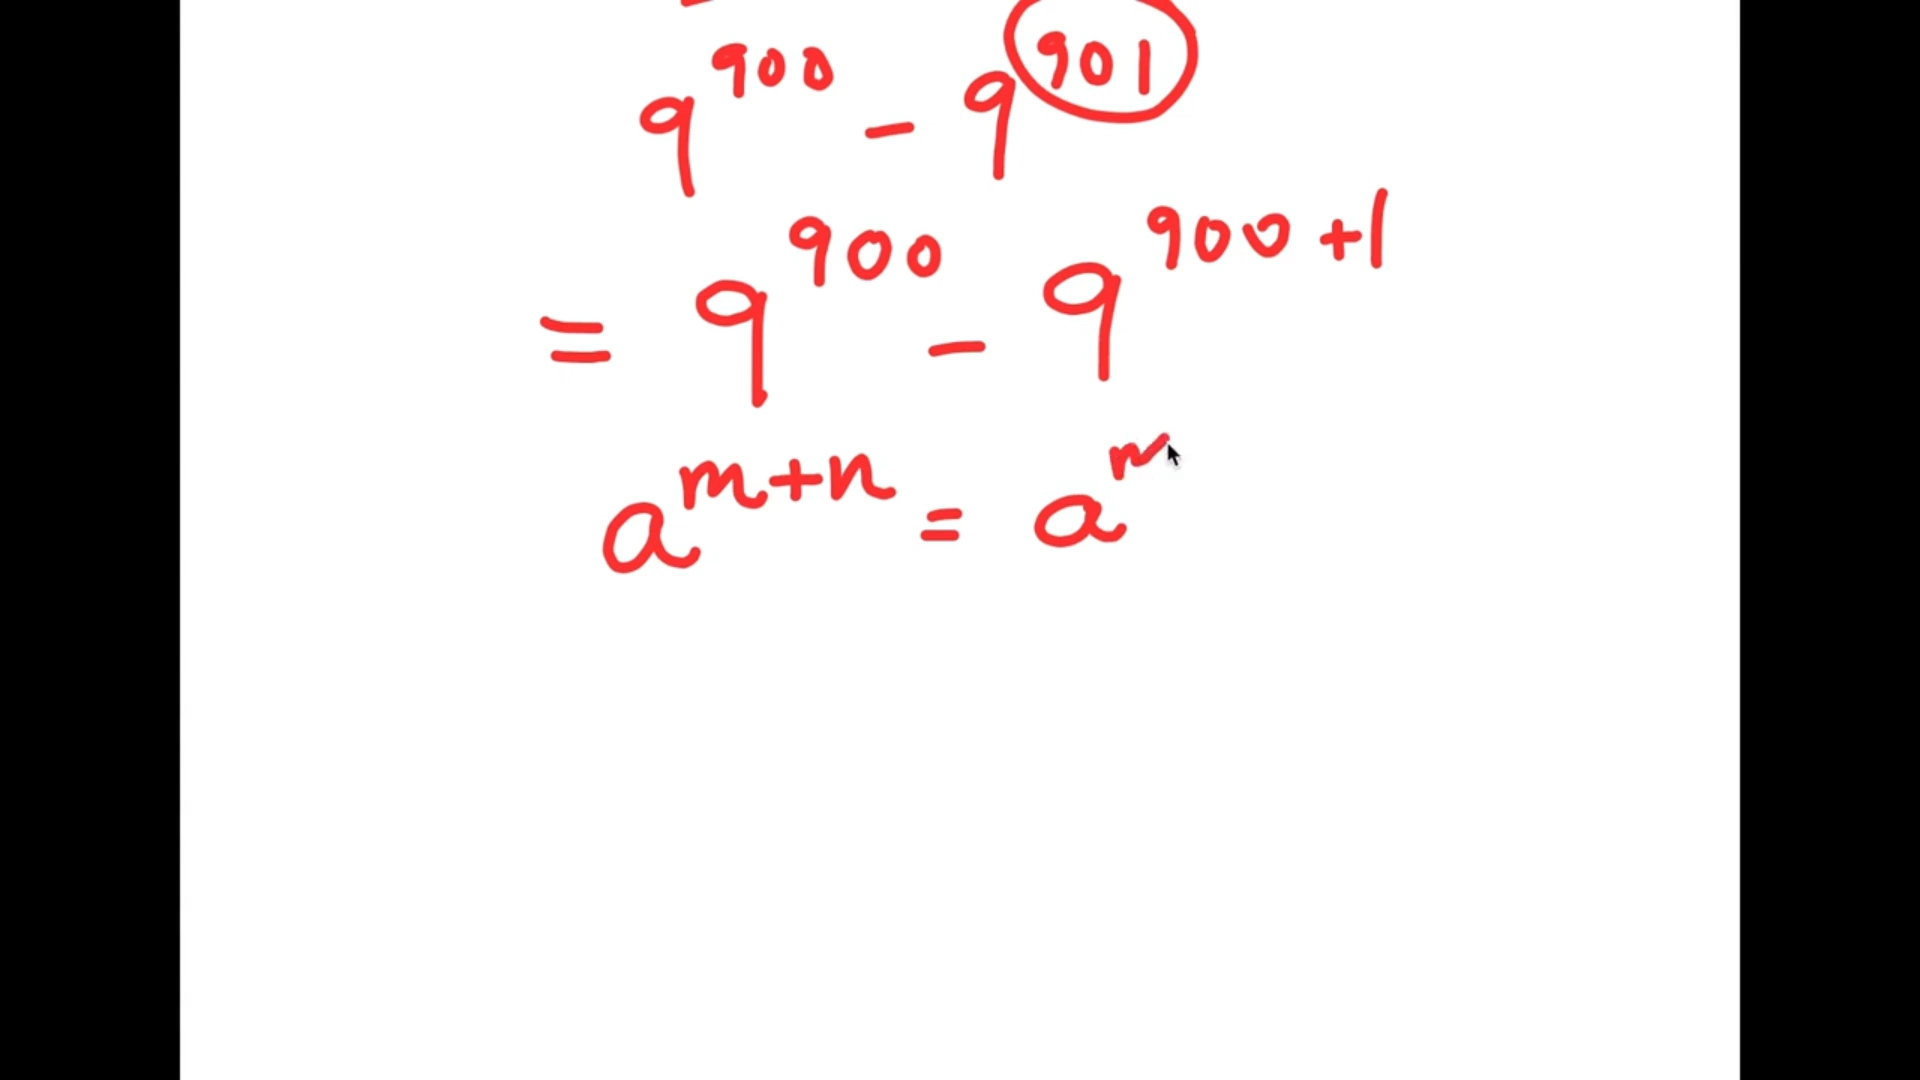 9^900 - 9^901
= 9^900 - 9^900+1
a^m+n = a^m